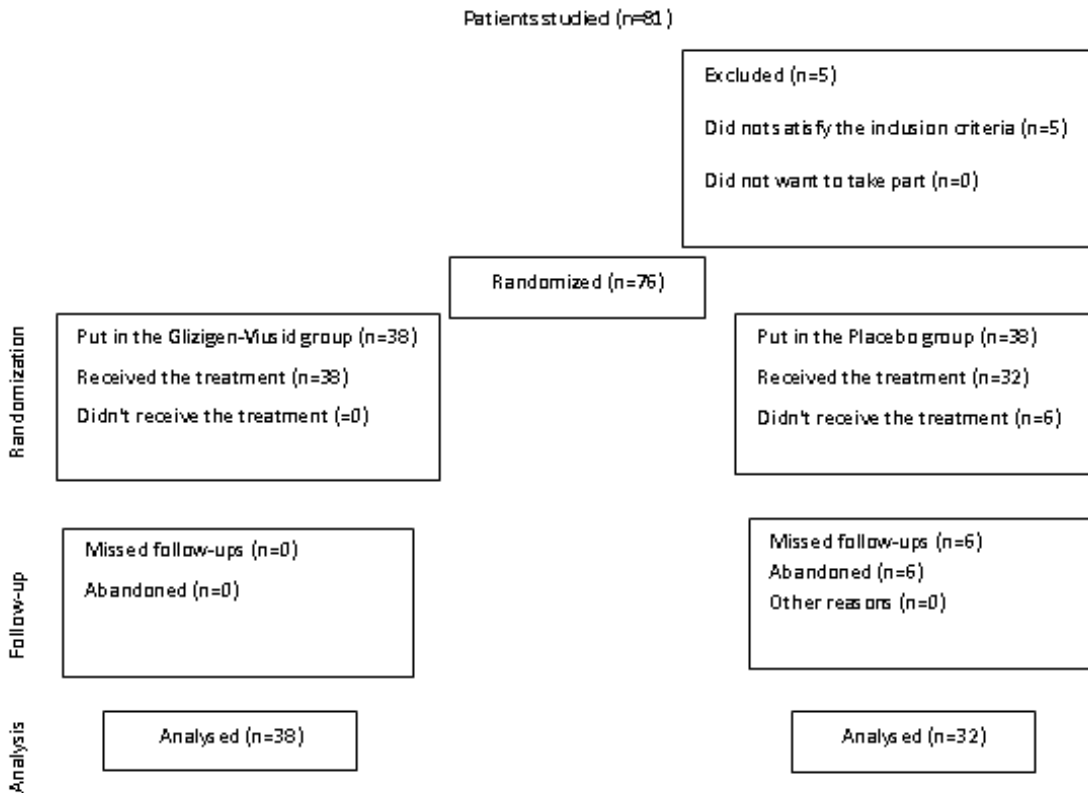 Patients studied (n=81)
Excluded (n=5)
Did not satisfy the inclusion criteria (n=5)
Did not want to take part (n=0)
Randomized (n=76)
Randomization
Put in the Glizigen-Viusid group (n=38)
Received the treatment (n=38)
Didn't receive the treatment (=0)
Put in the Placebo group (n=38)
Received the treatment (n=32)
Didn't receive the treatment (n=6)
Follow-up
Missed follow-ups (n=0)
Abandoned (n=0)
Missed follow-ups (n=6)
Abandoned (n=6)
Other reasons (n=0)
Analysis
Analysed (n=38)
Analysed (n=32)